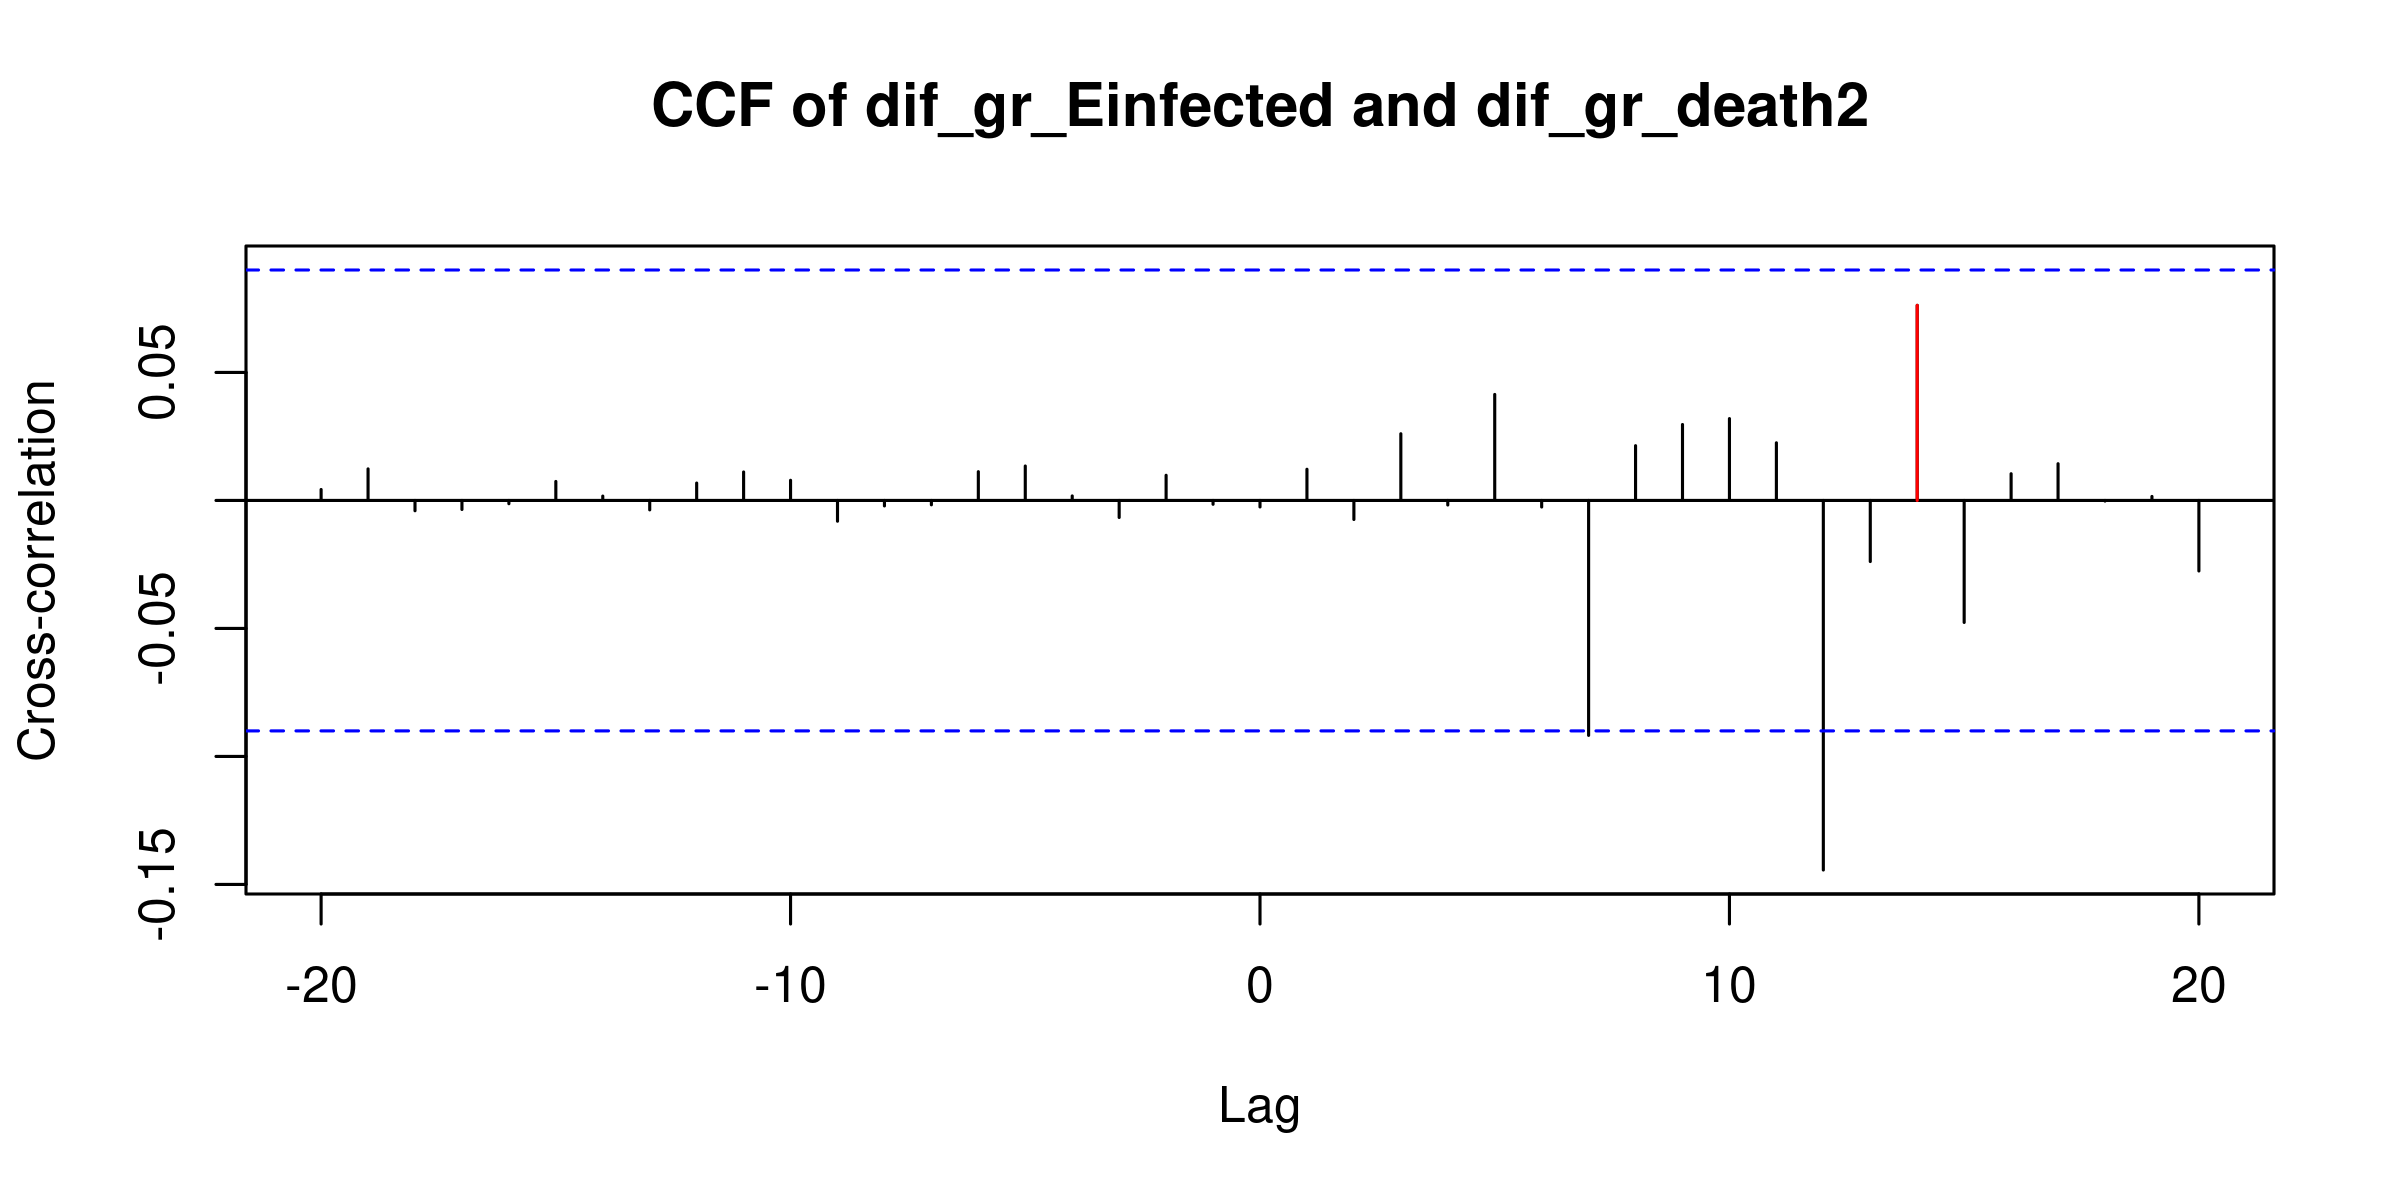 CCF of dif_gr_Einfected and dif_gr_death2
Cross-correlation
0.05
-0.05
-0.15
-20 -10 0 10 20
Lag